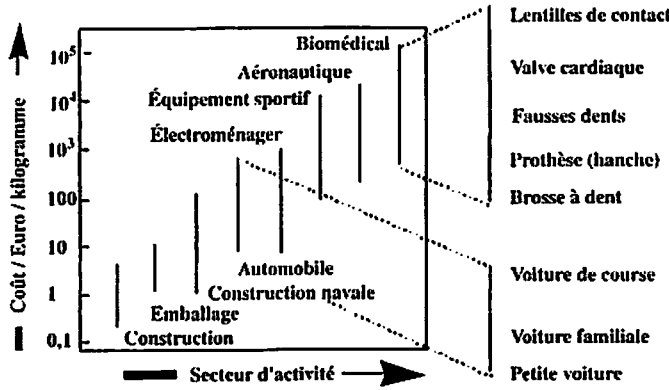 Coût / Euro / kilogramme
10⁵
10⁴
10³
100
10
1
0,1
Biomédical
Aéronautique
Équipement sportif
Électroménager
Automobile
Construction navale
Emballage
Construction
Secteur d'activité
Lentilles de contact
Valve cardiaque
Fausses dents
Prothèse (hanche)
Brosse à dent
Voiture de course
Voiture familiale
Petite voiture